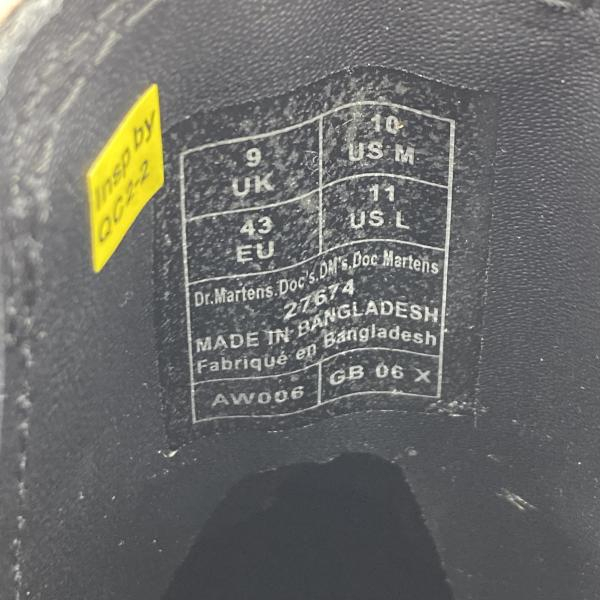 Insp by
QC2-2
9
UK
10
US M
43
EU
11
US L
Dr.Martens.Doc's.DM's.Doc Martens
27674
MADE IN BANGLADESH
Fabriqué en Bangladesh
AW006
GB 06 X